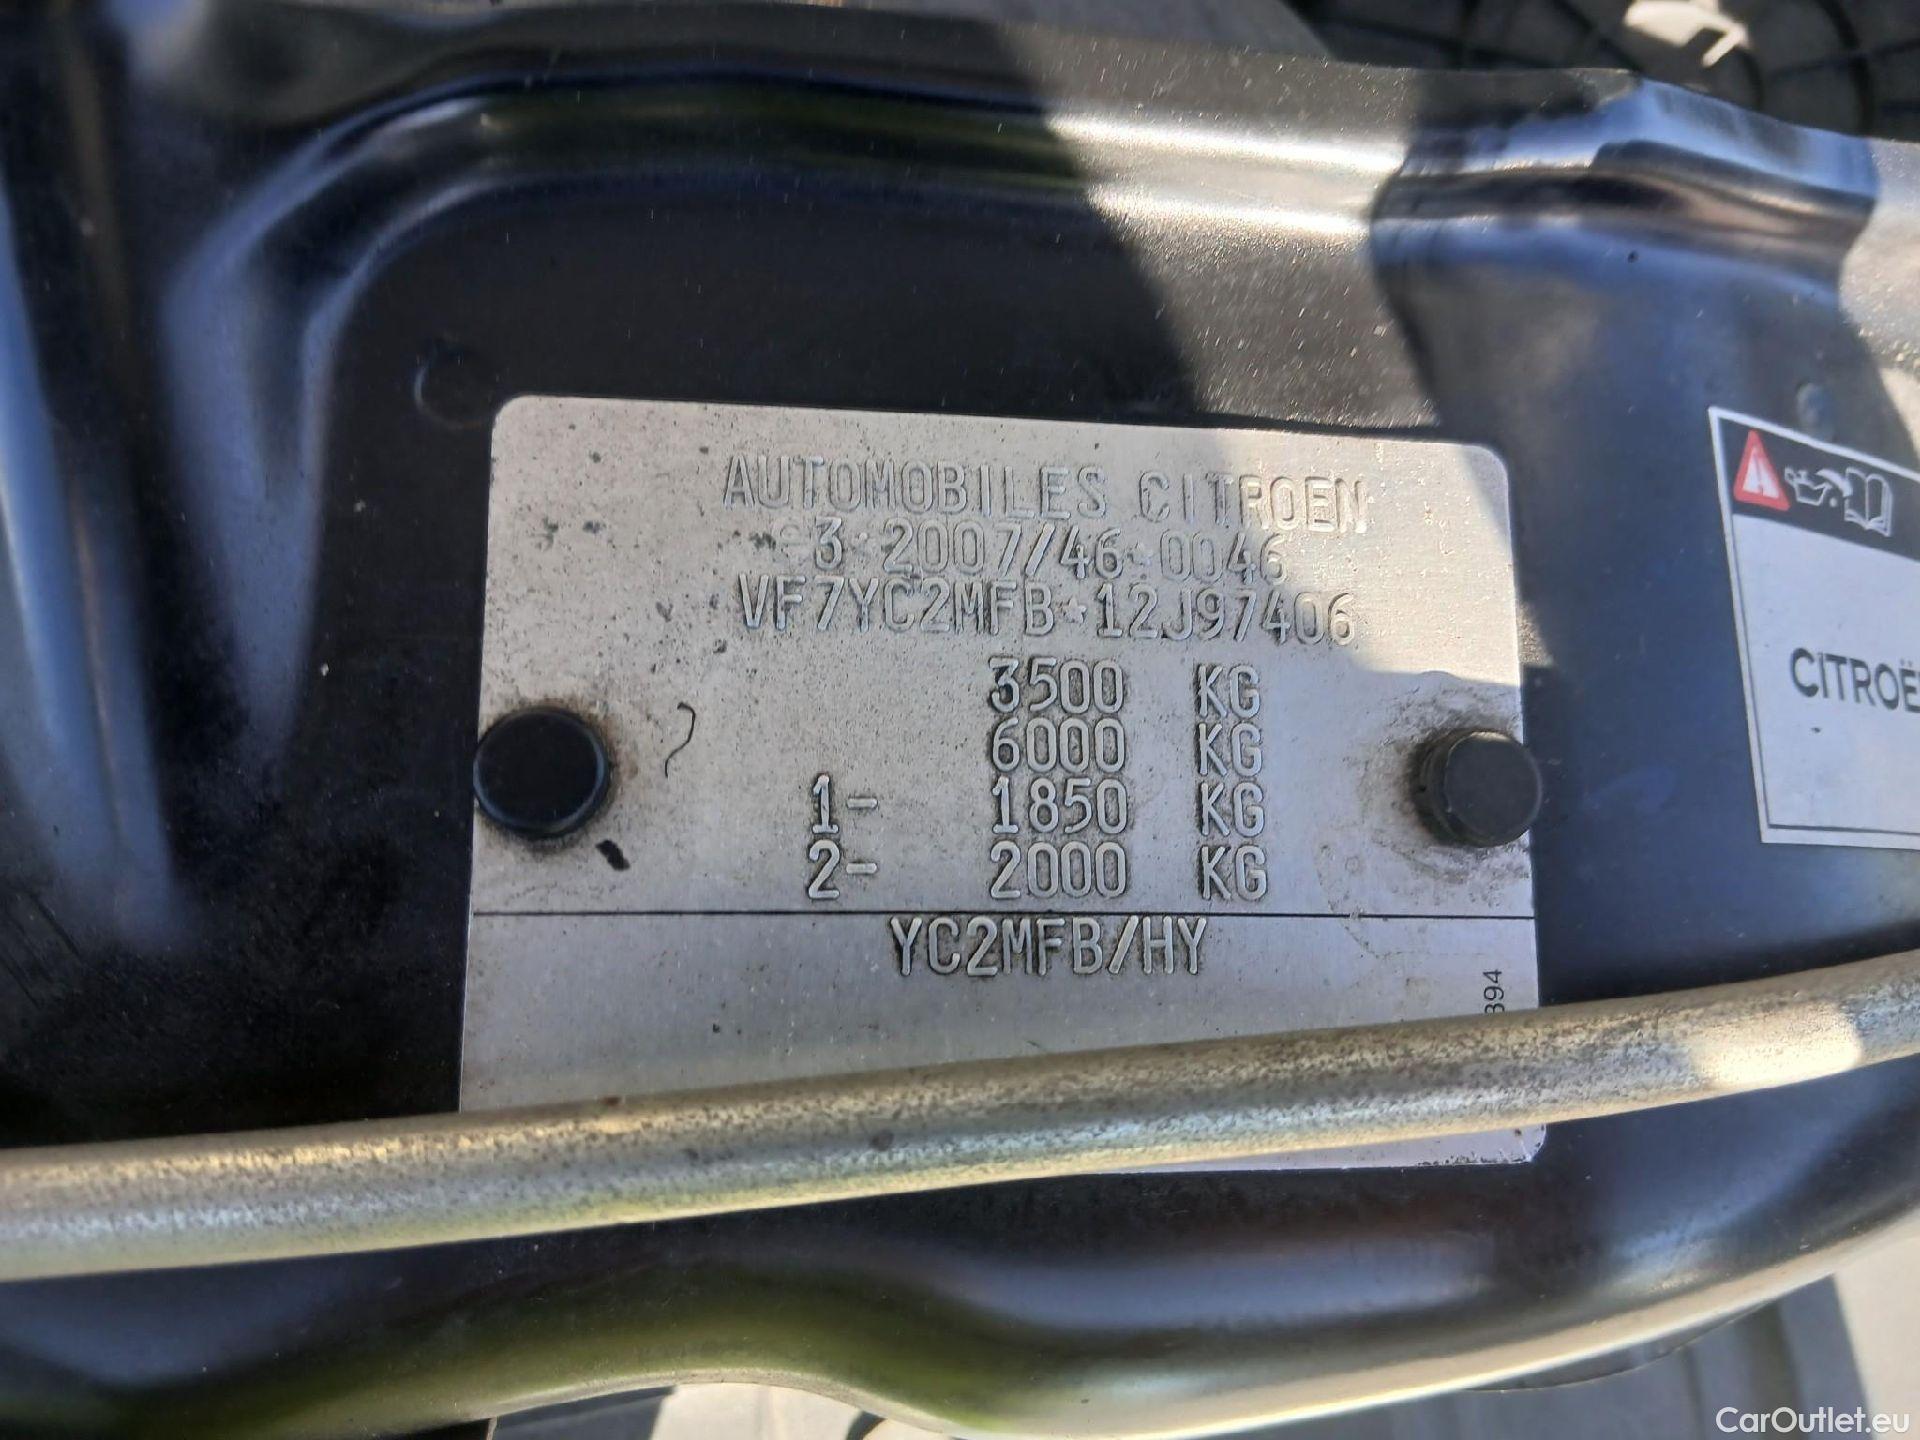 AUTOMOBILES CITROEN
e3*2007/46*0046
VF7YC2MFB*12J97406
3500 KG
6000 KG
1- 1850 KG
2- 2000 KG
YC2MFB/HY
894
CITROË
CarOutlet.eu